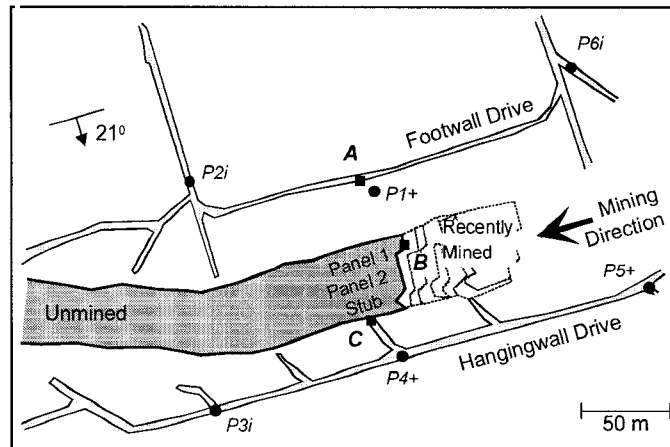 P6i
21⁰
Footwall Drive
P2i
A
P1+
Recently
Mined
Mining
Direction
B
Panel 1
Panel 2
Stub
Unmined
P5+
C
Hangingwall Drive
P4+
P3i
50 m